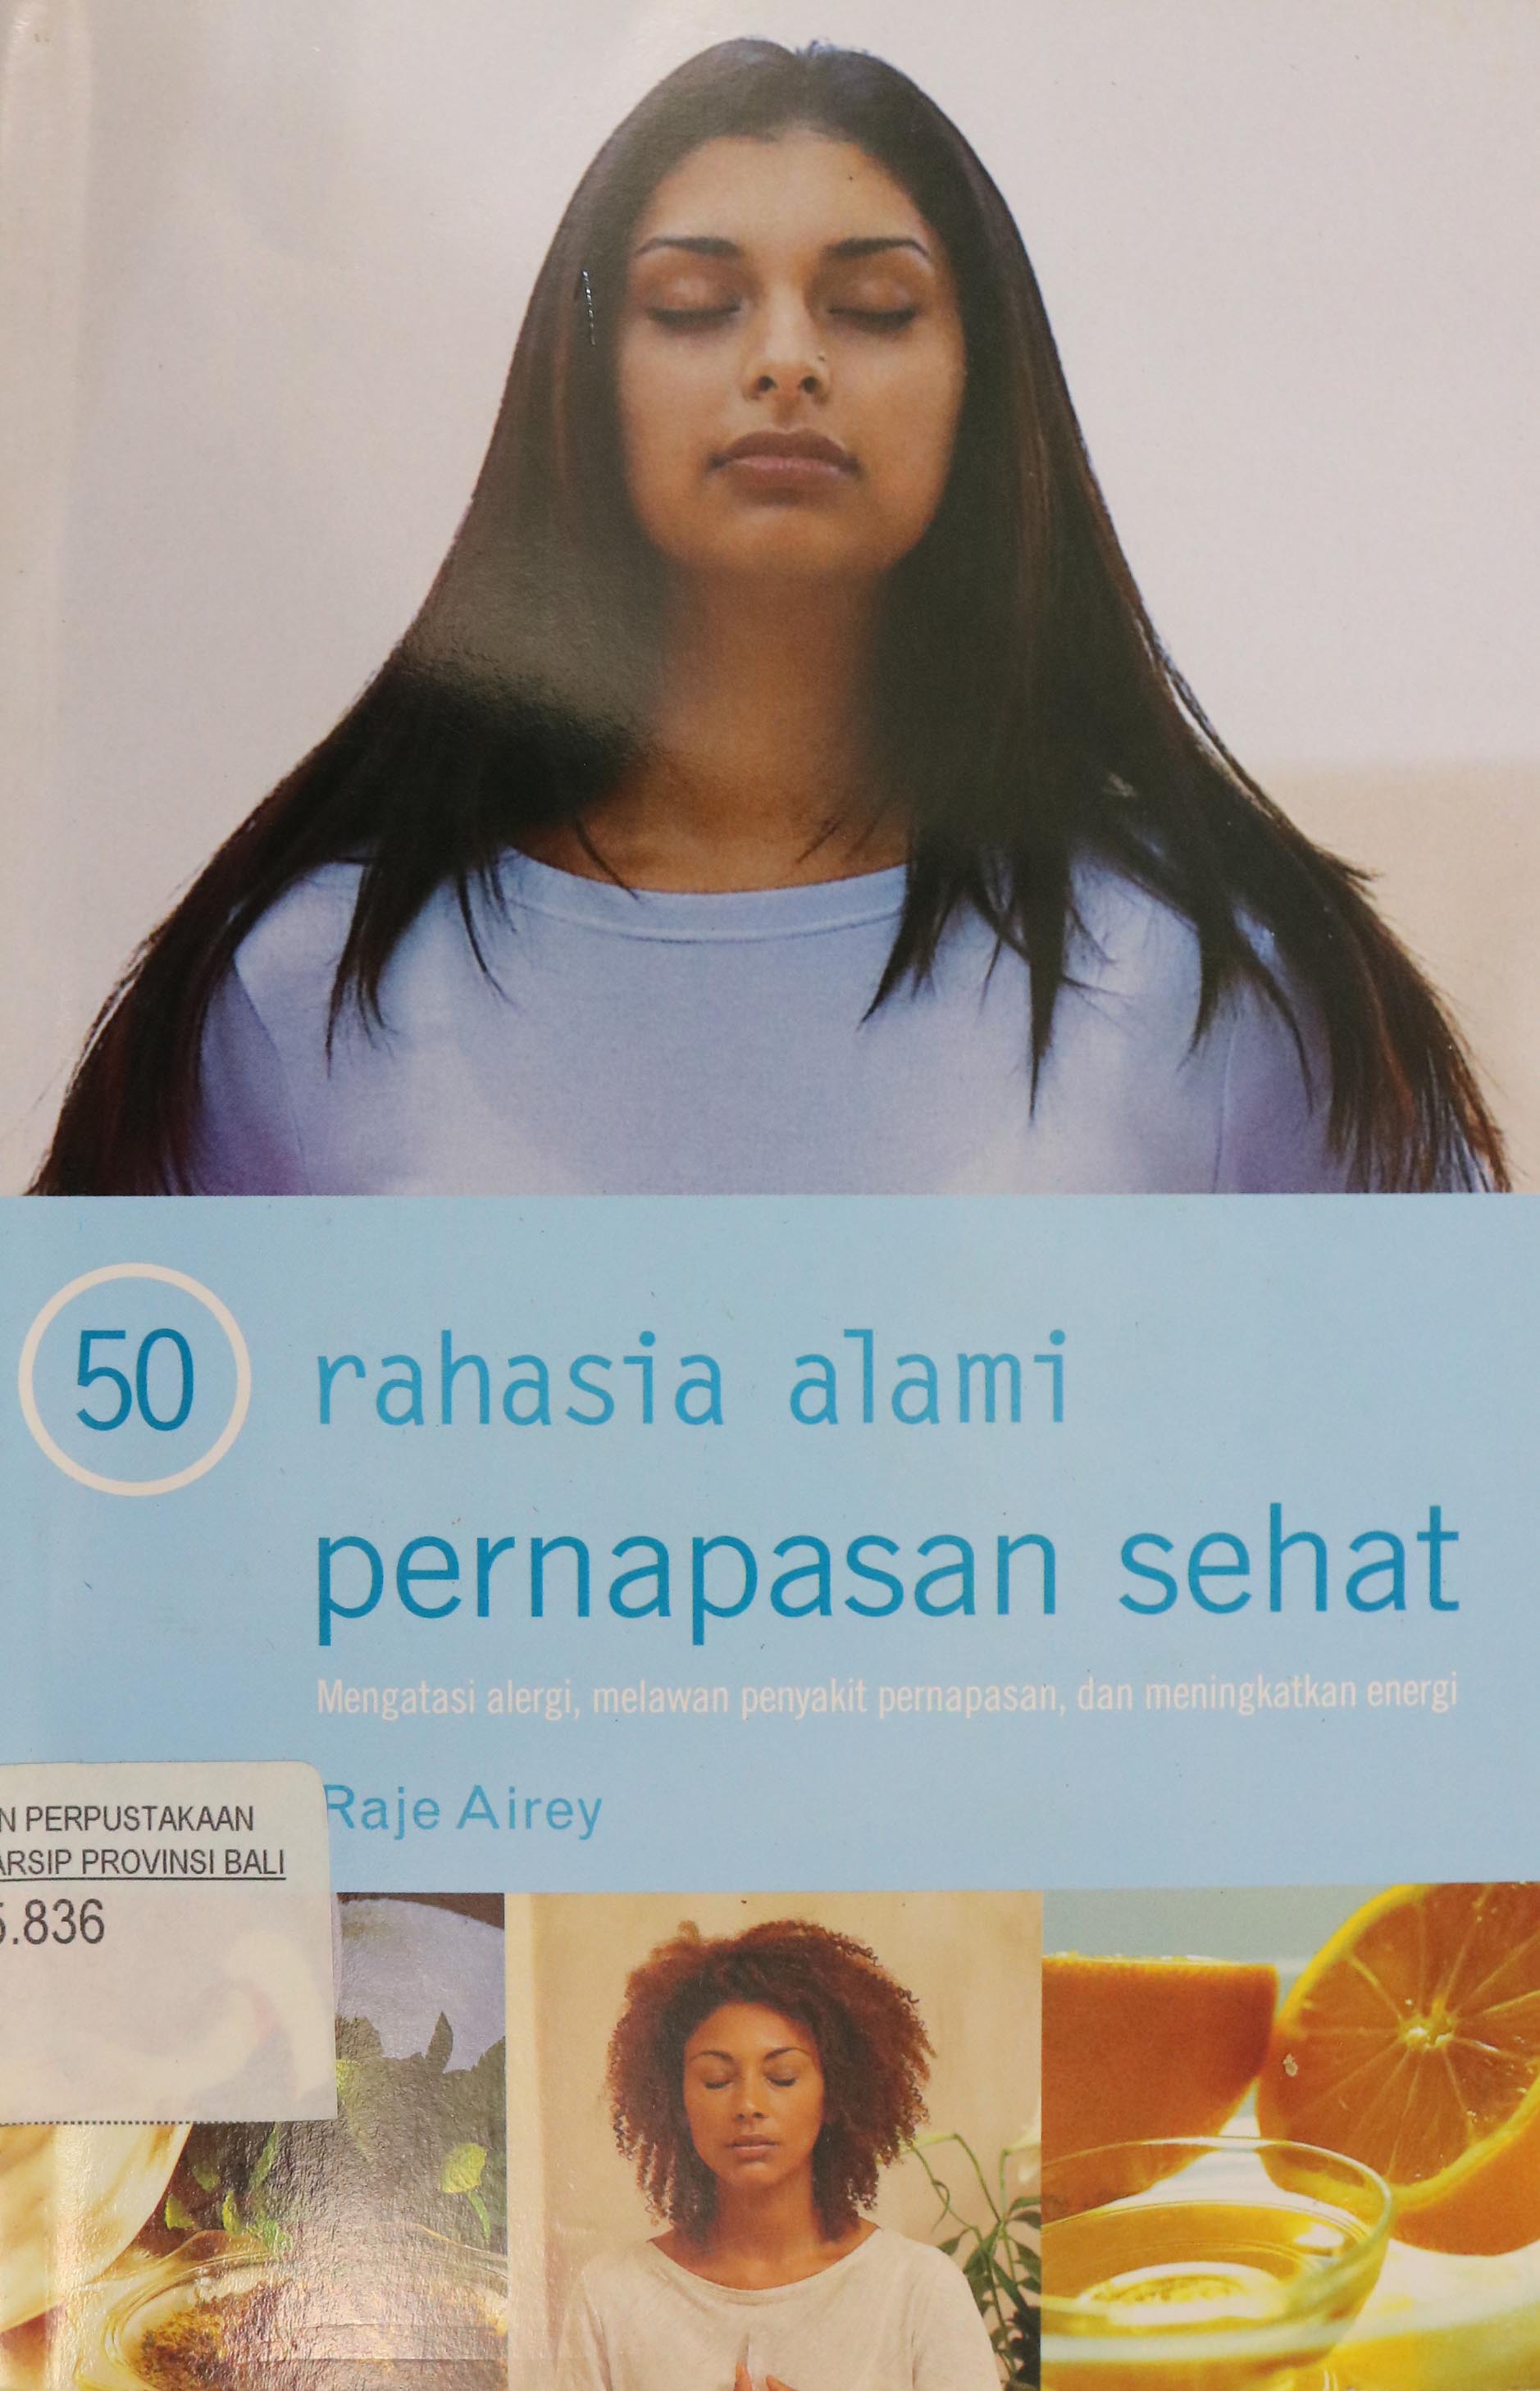 50 rahasia alami
pernapasan sehat
Mengatasi alergi, melawan penyakit pernapasan, dan meningkatkan energi
Raje Airey
N PERPUSTAKAAN
ARSIP PROVINSI BALI
.836